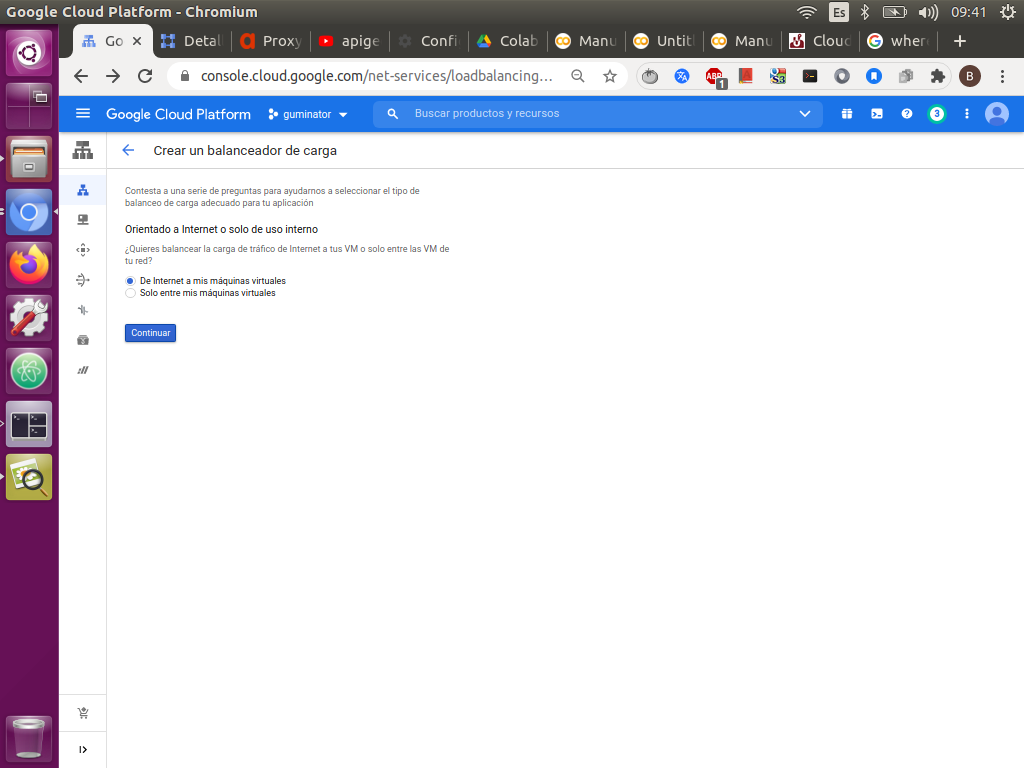 Google Cloud Platform - Chromium
Es
09:41
Go
Detal
Proxy
apige
Confi
Colab
Manu
Untit
Manu
Cloud
wher
console.cloud.google.com/net-services/loadbalancing...
ABP
1
S3
B
Google Cloud Platform
guminator
Buscar productos y recursos
3
Crear un balanceador de carga
Contesta a una serie de preguntas para ayudarnos a seleccionar el tipo de
balanceo de carga adecuado para tu aplicación
Orientado a Internet o solo de uso interno
¿Quieres balancear la carga de tráfico de Internet a tus VM o solo entre las VM de
tu red?
De Internet a mis máquinas virtuales
Solo entre mis máquinas virtuales
Continuar